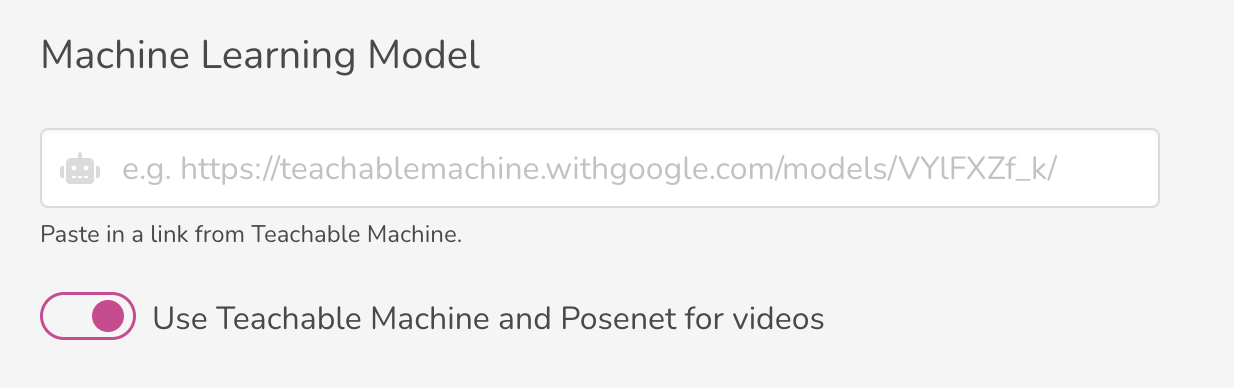 Machine Learning Model
e.g. https://teachablemachine.withgoogle.com/models/VYlFXZf_k/
Paste in a link from Teachable Machine.
Use Teachable Machine and Posenet for videos